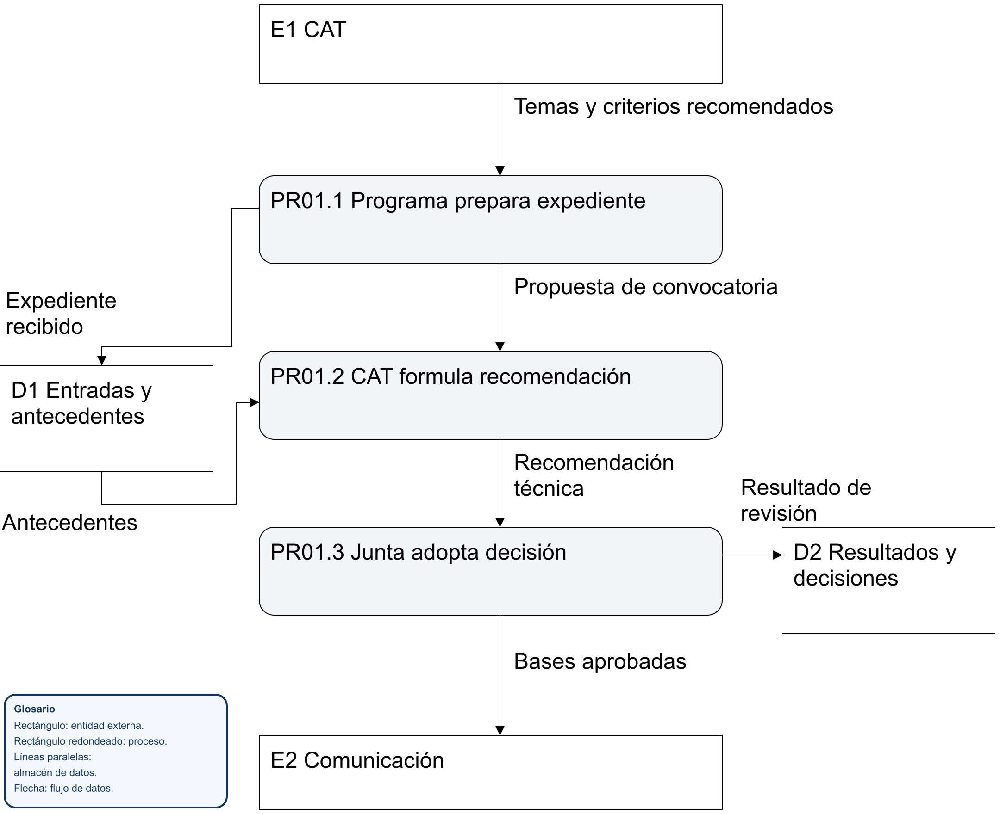 E1 CAT
Temas y criterios recomendados
PR01.1 Programa prepara expediente
Propuesta de convocatoria
Expediente
recibido
PR01.2 CAT formula recomendación
D1 Entradas y
antecedentes
Recomendación
técnica
Resultado de
revisión
Antecedentes
PR01.3 Junta adopta decisión
D2 Resultados y
decisiones
Bases aprobadas
Glosario
Rectángulo: entidad externa.
Rectángulo redondeado: proceso.
Líneas paralelas:
almacén de datos.
Flecha: flujo de datos.
E2 Comunicación